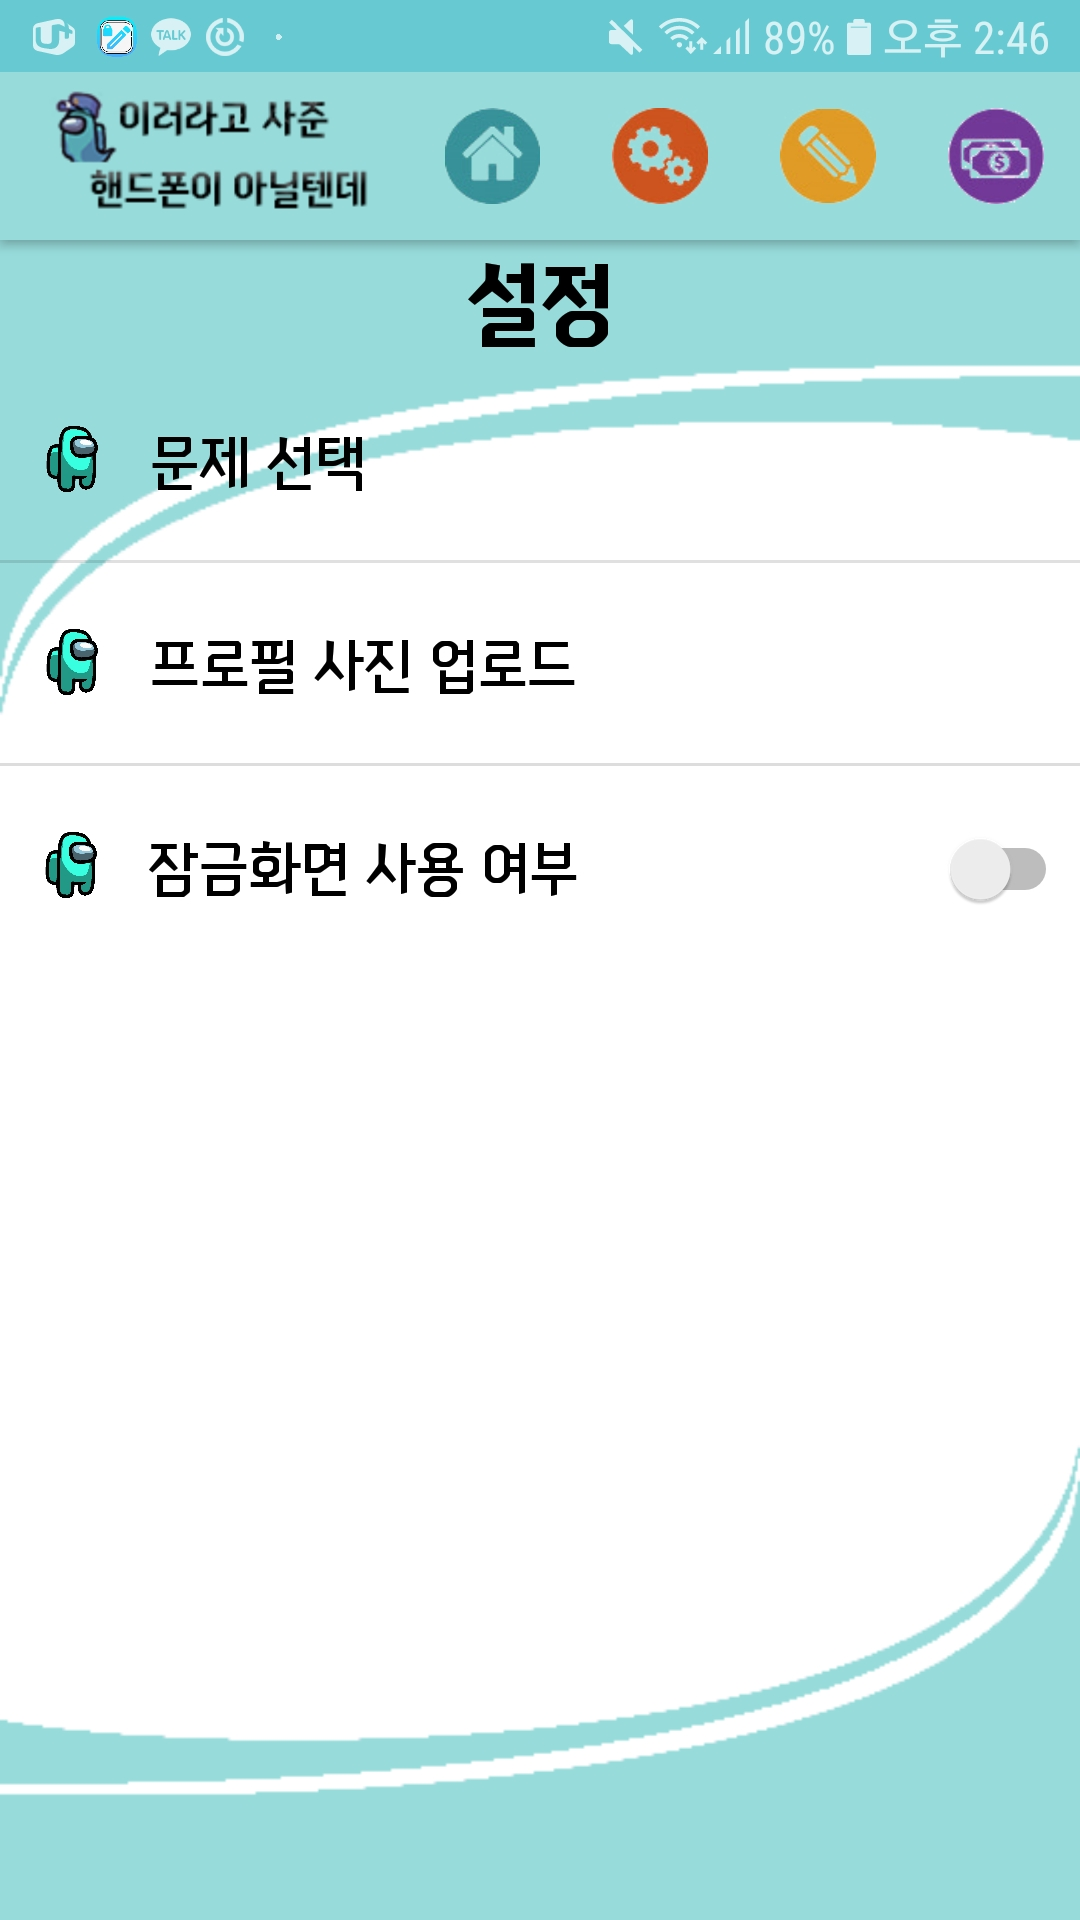 TALK
89%
오후 2:46
이러라고 사준
핸드폰이 아닐텐데
설정
문제 선택
프로필 사진 업로드
잠금화면 사용 여부